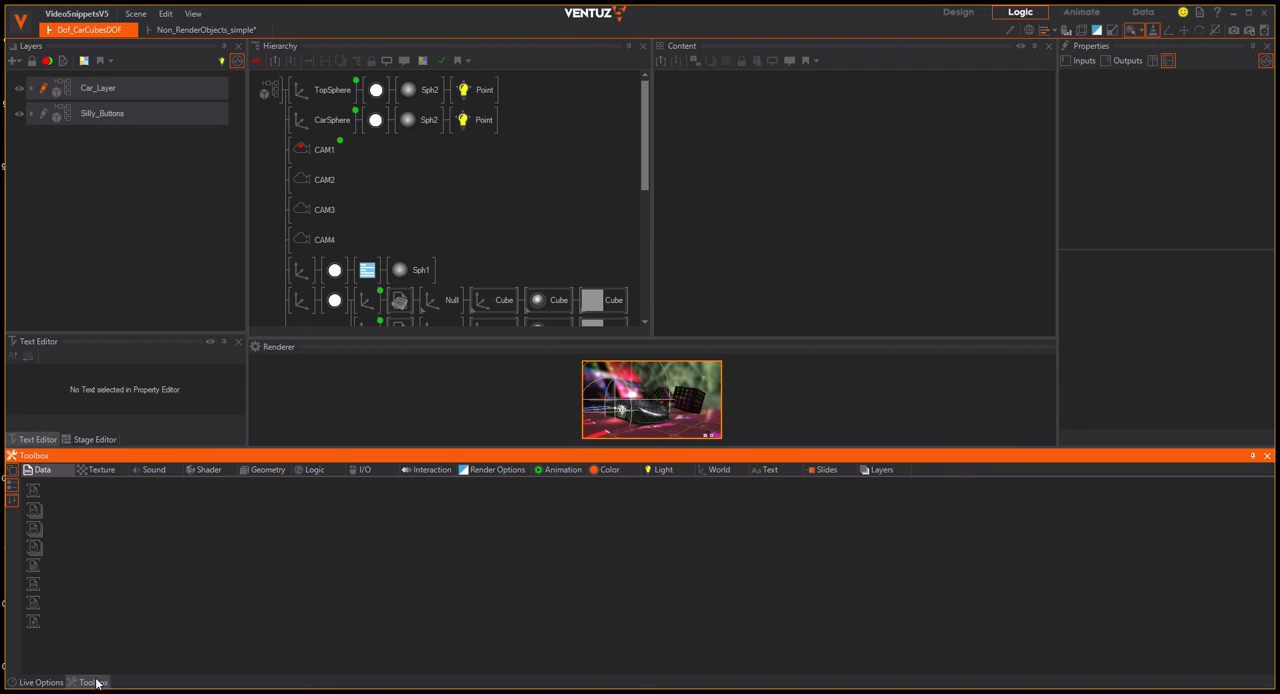 VideoSnippetsV5
Scene Edit View
VENTUZ
Design Logic Animate Data
Dof_CarCubesDOF Non_RenderObjects_simple*
Layers
Car_Layer
Silly_Buttons
Hierarchy
TopSphere Sph2 Point
CarSphere Sph2 Point
CAM1
CAM2
CAM3
CAM4
Sph1
Null Cube Cube Cube
Content
Properties
Inputs Outputs
Text Editor
No Text selected in Property Editor
Text Editor Stage Editor
Renderer
Toolbox
Data Texture Sound Shader Geometry Logic I/O Interaction Render Options Animation Color Light World Text Slides Layers
Live Options